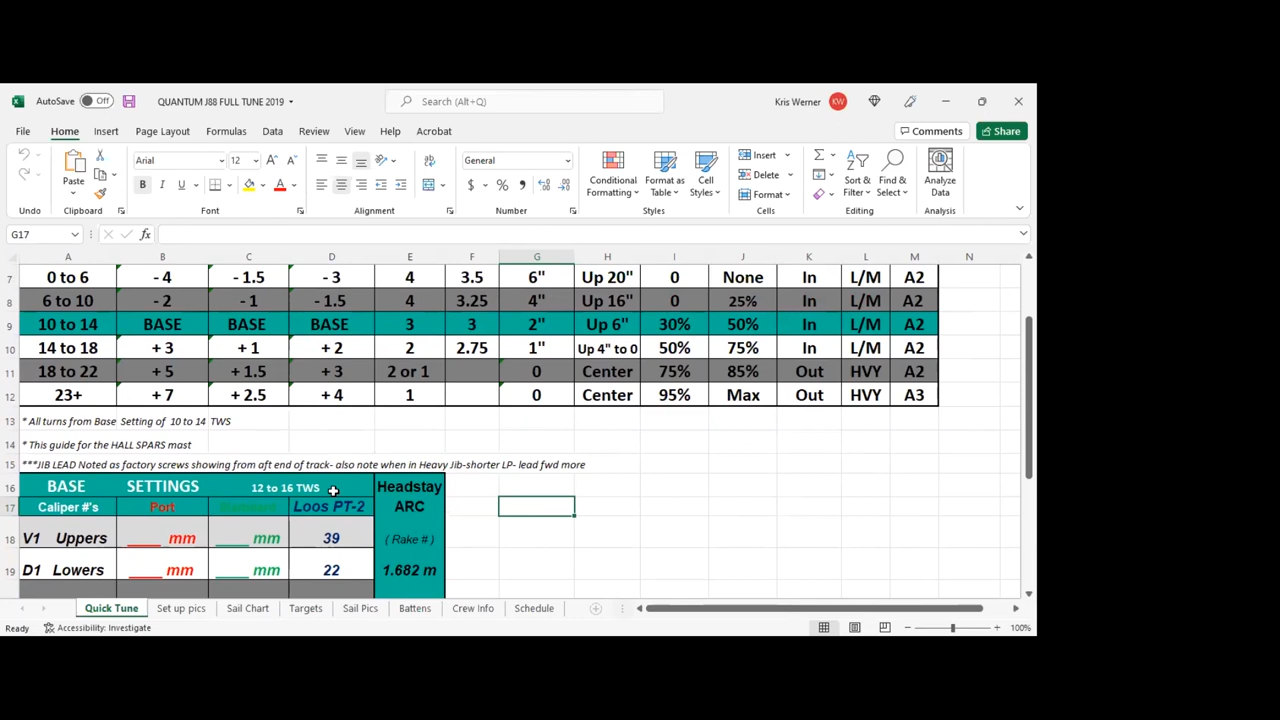 AutoSave Off QUANTUM J88 FULL TUNE 2019 Search (Alt+Q) Kris Werner KW
File Home Insert Page Layout Formulas Data Review View Help Acrobat Comments Share
Paste Arial 12 General Conditional Formatting Format as Table Cell Styles Insert Delete Format Sort & Filter Find & Select Analyze Data
Undo Clipboard Font Alignment Number Styles Cells Editing Analysis
G17 fx
A B C D E F G H I J K L M N
7 0 to 6 - 4 - 1.5 - 3 4 3.5 6" Up 20" 0 None In L/M A2
8 6 to 10 - 2 - 1 - 1.5 4 3.25 4" Up 16" 0 25% In L/M A2
9 10 to 14 BASE BASE BASE 3 3 2" Up 6" 30% 50% In L/M A2
10 14 to 18 + 3 + 1 + 2 2 2.75 1" Up 4" to 0 50% 75% In L/M A2
11 18 to 22 + 5 + 1.5 + 3 2 or 1 0 Center 75% 85% Out HVY A2
12 23+ + 7 + 2.5 + 4 1 0 Center 95% Max Out HVY A3
13 * All turns from Base Setting of 10 to 14 TWS
14 * This guide for the HALL SPARS mast
15 ***JIB LEAD Noted as factory screws showing from aft end of track- also note when in Heavy Jib-shorter LP- lead fwd more
16 BASE SETTINGS 12 to 16 TWS Headstay
17 Caliper #'s Port Loos PT-2 ARC
18 V1 Uppers ____ mm ____ mm 39 ( Rake # )
19 D1 Lowers ____ mm ____ mm 22 1.682 m
Quick Tune Set up pics Sail Chart Targets Sail Pics Battens Crew Info Schedule
Ready Accessibility: Investigate 100%